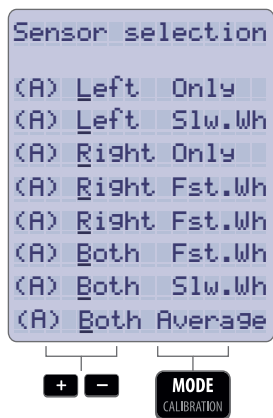 Sensor selection
(A) Left Only
(A) Left Slw.Wh
(A) Right Only
(A) Right Fst.Wh
(A) Right Slw.Wh
(A) Both Fst.Wh
(A) Both Slw.Wh
(A) Both Average
+ − MODE
CALIBRATION